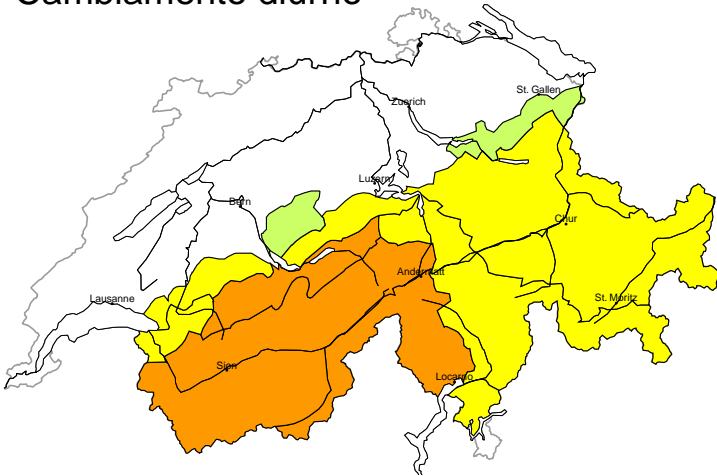 Cambiamento diurno
St. Gallen
Zuerich
Luzern
Bern
Chur
Andermatt
Lausanne
St. Moritz
Sion
Locarno